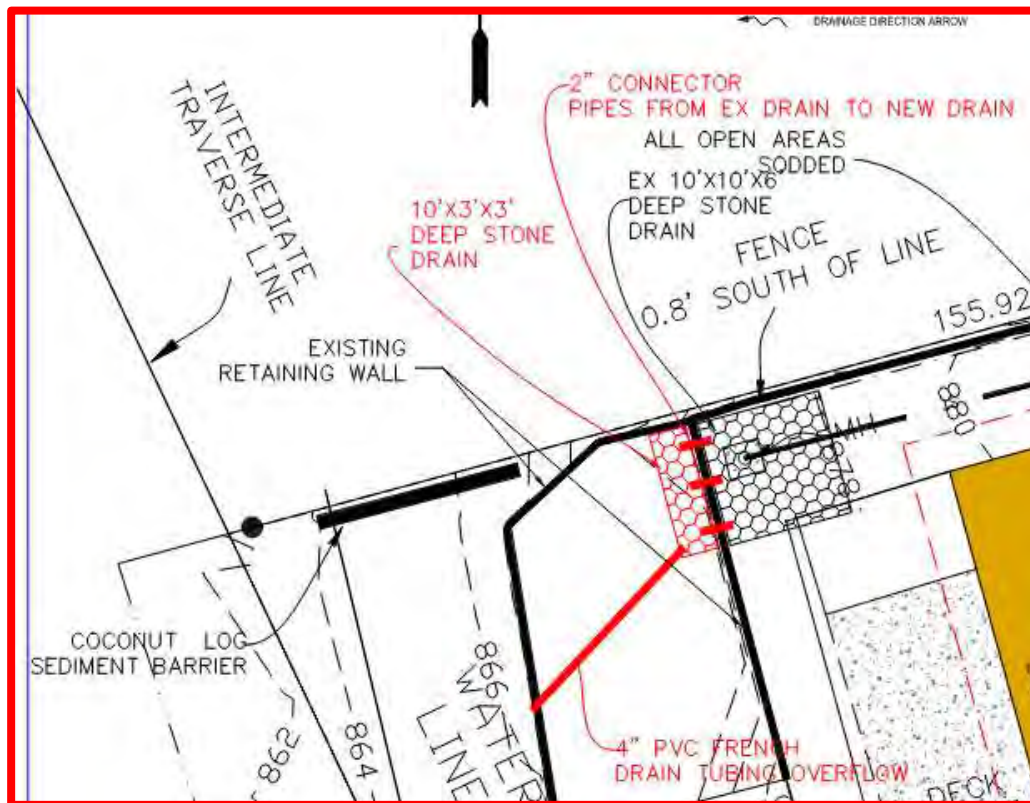 DRAINAGE DIRECTION ARROW
2" CONNECTOR
PIPES FROM EX DRAIN TO NEW DRAIN
ALL OPEN AREAS
SODDED
EX 10'X10'X6'
DEEP STONE
DRAIN
10'X3'X3'
DEEP STONE
DRAIN
INTERMEDIATE
TRAVERSE LINE
FENCE
0.8' SOUTH OF LINE
155.92
EXISTING
RETAINING WALL
880
MH
COCONUT LOG
SEDIMENT BARRIER
866
WATER
LINE
864
862
4" PVC FRENCH
DRAIN TUBING OVERFLOW
DECK